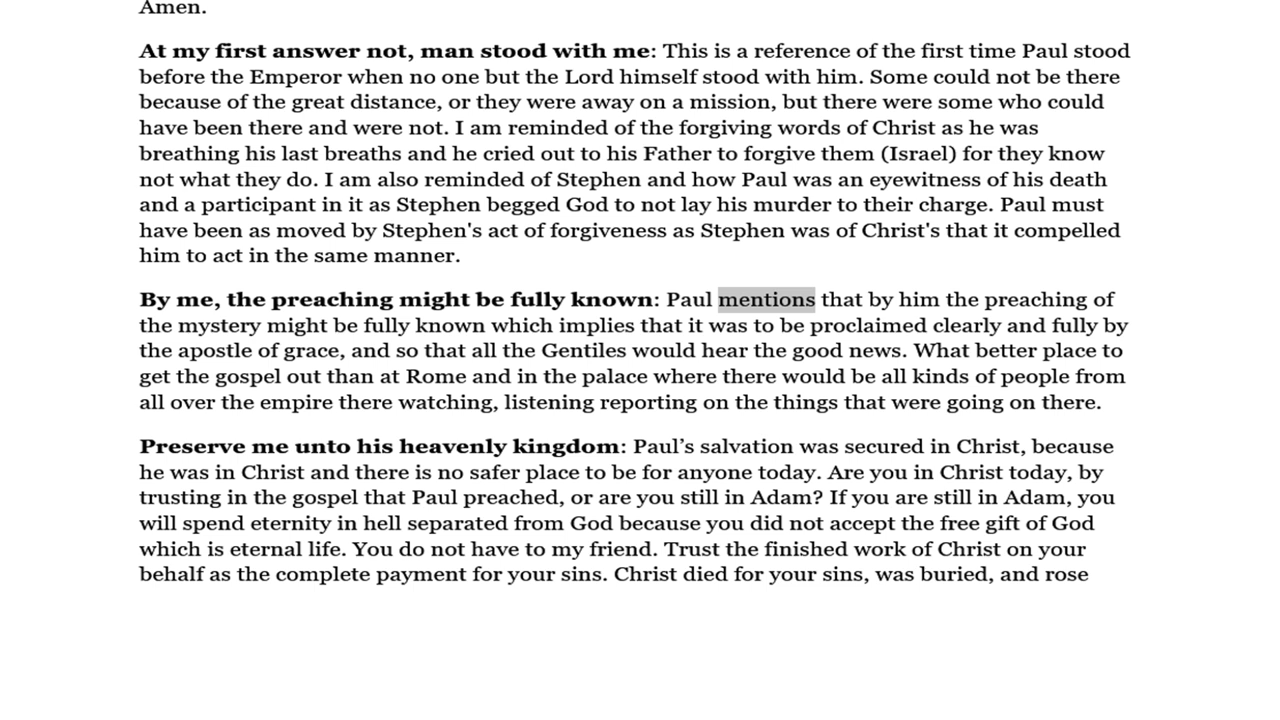 Amen.
At my first answer not, man stood with me: This is a reference of the first time Paul stood
before the Emperor when no one but the Lord himself stood with him. Some could not be there
because of the great distance, or they were away on a mission, but there were some who could
have been there and were not. I am reminded of the forgiving words of Christ as he was
breathing his last breaths and he cried out to his Father to forgive them (Israel) for they know
not what they do. I am also reminded of Stephen and how Paul was an eyewitness of his death
and a participant in it as Stephen begged God to not lay his murder to their charge. Paul must
have been as moved by Stephen's act of forgiveness as Stephen was of Christ's that it compelled
him to act in the same manner.
By me, the preaching might be fully known: Paul mentions that by him the preaching of
the mystery might be fully known which implies that it was to be proclaimed clearly and fully by
the apostle of grace, and so that all the Gentiles would hear the good news. What better place to
get the gospel out than at Rome and in the palace where there would be all kinds of people from
all over the empire there watching, listening reporting on the things that were going on there.
Preserve me unto his heavenly kingdom: Paul’s salvation was secured in Christ, because
he was in Christ and there is no safer place to be for anyone today. Are you in Christ today, by
trusting in the gospel that Paul preached, or are you still in Adam? If you are still in Adam, you
will spend eternity in hell separated from God because you did not accept the free gift of God
which is eternal life. You do not have to my friend. Trust the finished work of Christ on your
behalf as the complete payment for your sins. Christ died for your sins, was buried, and rose